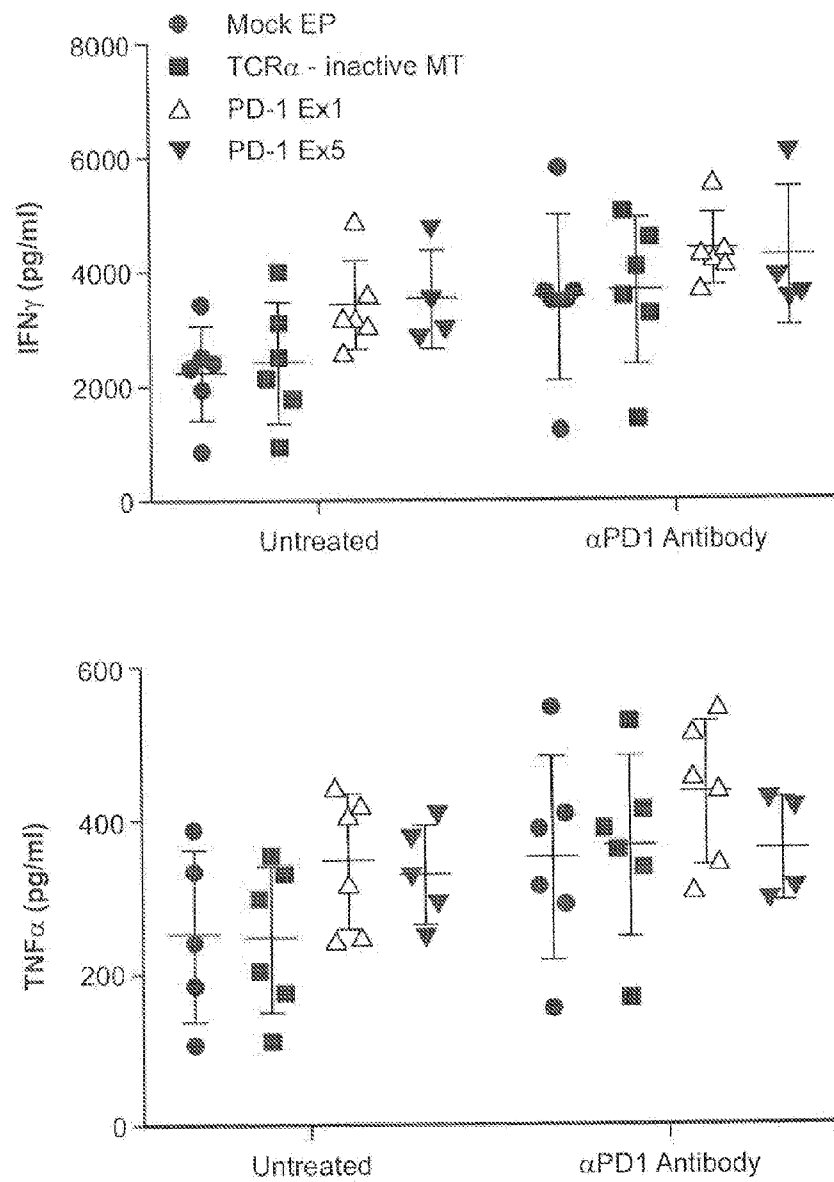 Mock EP
TCRα - inactive MT
PD-1 Ex1
PD-1 Ex5
8000
6000
4000
2000
0
IFNγ (pg/ml)
Untreated
αPD1 Antibody
600
400
200
0
TNFα (pg/ml)
Untreated
αPD1 Antibody